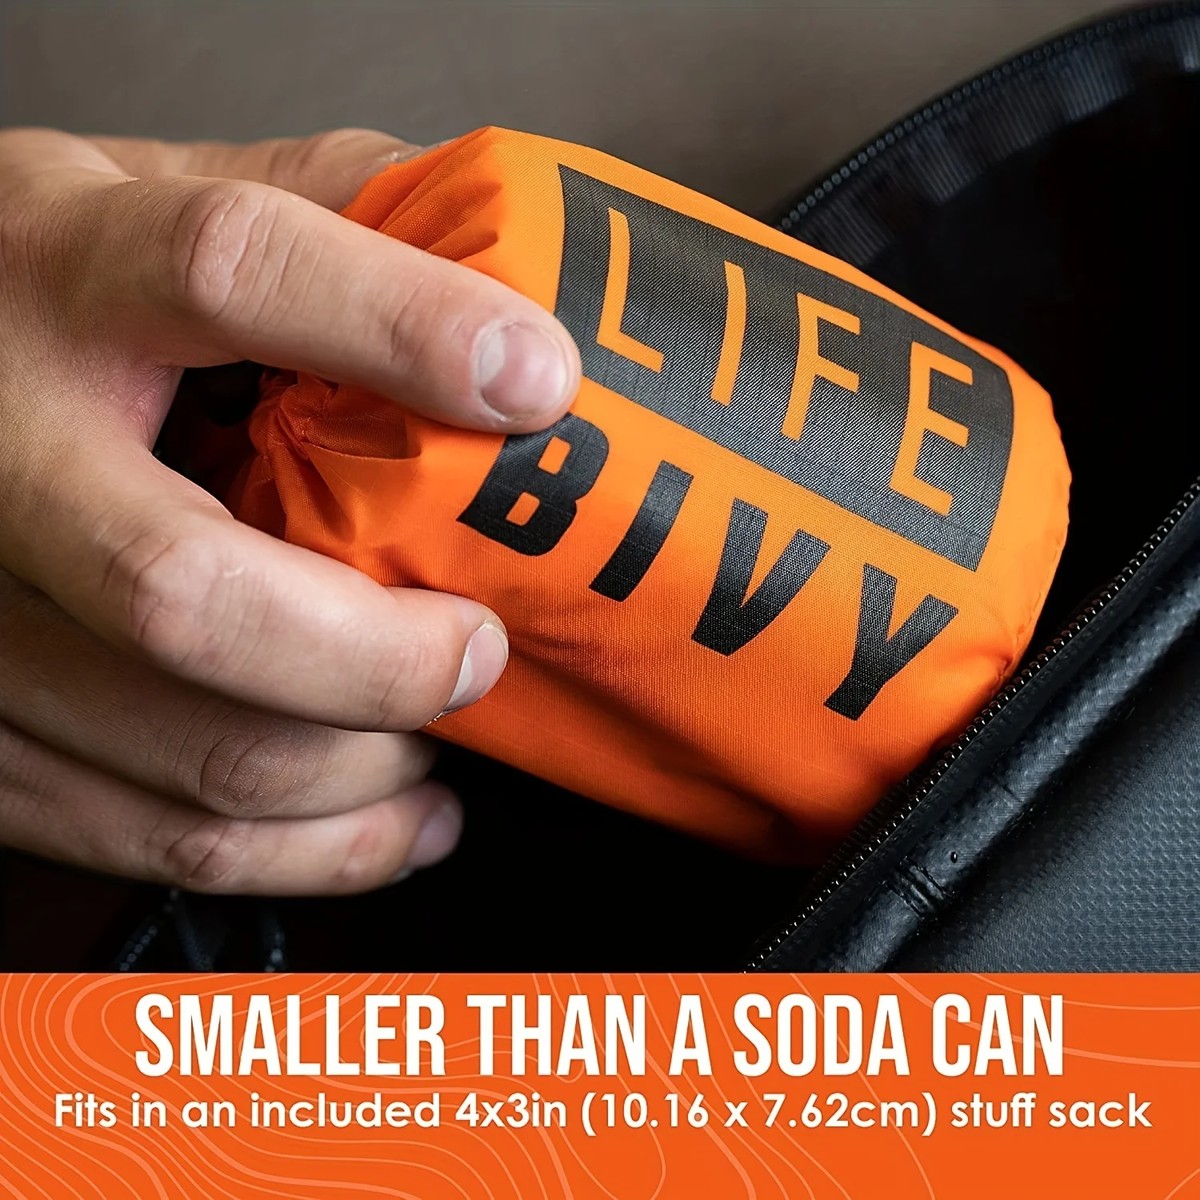 LIFE
BIVY
SMALLER THAN A SODA CAN
Fits in an included 4x3in (10.16 x 7.62cm) stuff sack